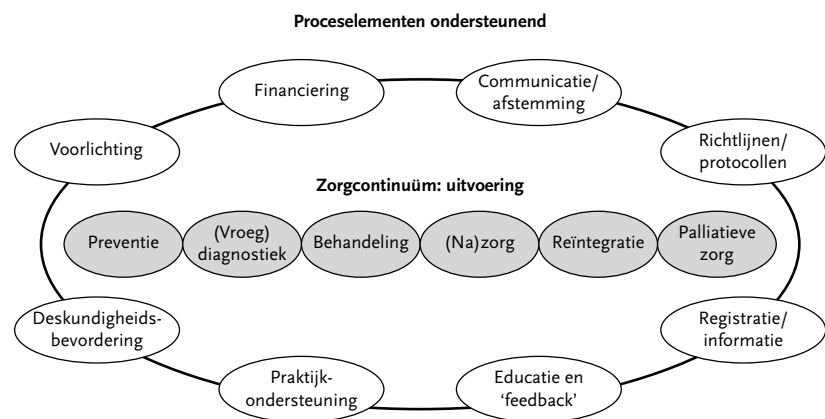 Proceselementen ondersteunend
Financiering
Communicatie/
afstemming
Voorlichting
Richtlijnen/
protocollen
Zorgcontinuüm: uitvoering
Preventie
(Vroeg)
diagnostiek
Behandeling
(Na)zorg
Reïntegratie
Palliatieve
zorg
Deskundigheids-
bevordering
Registratie/
informatie
Praktijk-
ondersteuning
Educatie en
‘feedback’